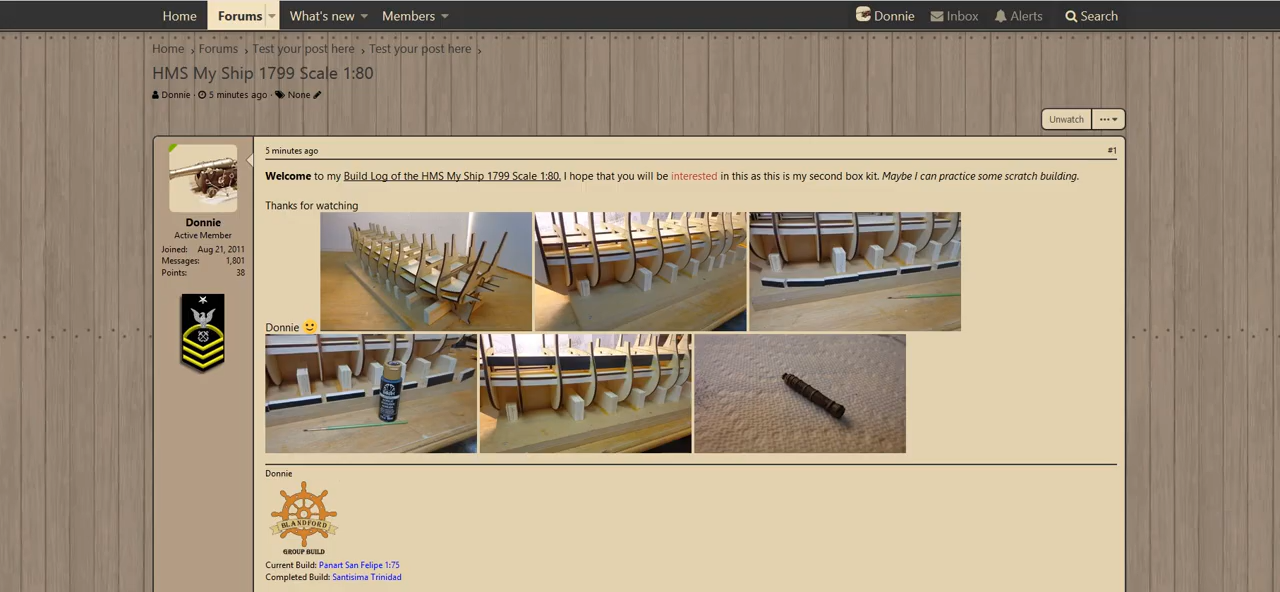 Home Forums What's new Members Donnie Inbox Alerts Search
Home Forums Test your post here Test your post here
HMS My Ship 1799 Scale 1:80
Donnie · 5 minutes ago · None
Unwatch
5 minutes ago #1
Welcome to my Build Log of the HMS My Ship 1799 Scale 1:80. I hope that you will be interested in this as this is my second box kit. Maybe I can practice some scratch building.
Thanks for watching
Donnie
Active Member
Joined: Aug 21, 2011
Messages: 1,801
Points: 38
Donnie
Donnie
BLANDFORD
GROUP BUILD
Current Build: Panart San Felipe 1:75
Completed Build: Santisima Trinidad